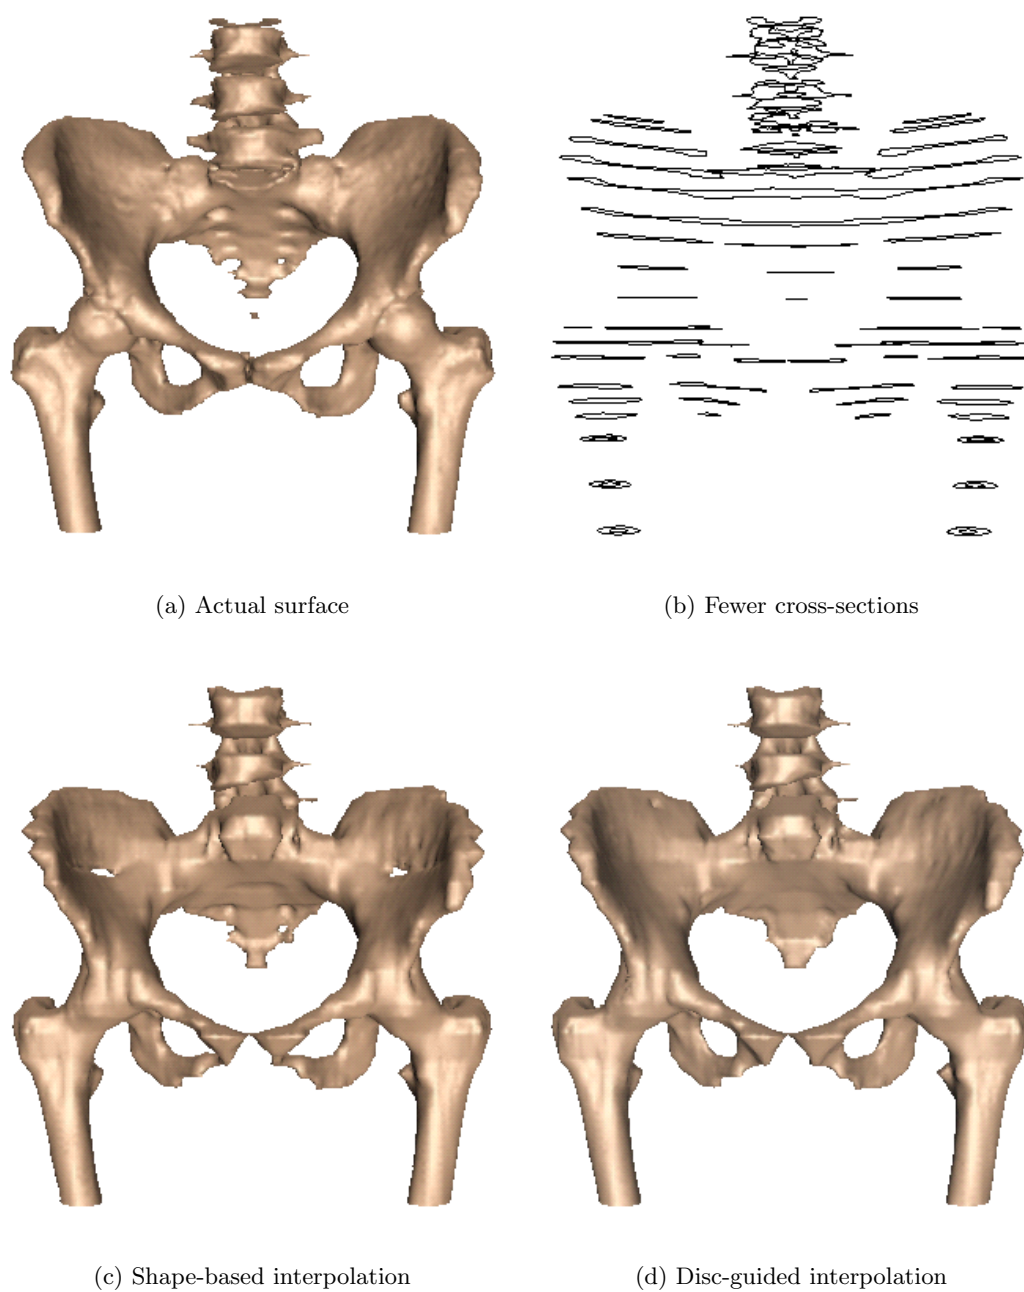 (a) Actual surface
(b) Fewer cross-sections
(c) Shape-based interpolation
(d) Disc-guided interpolation